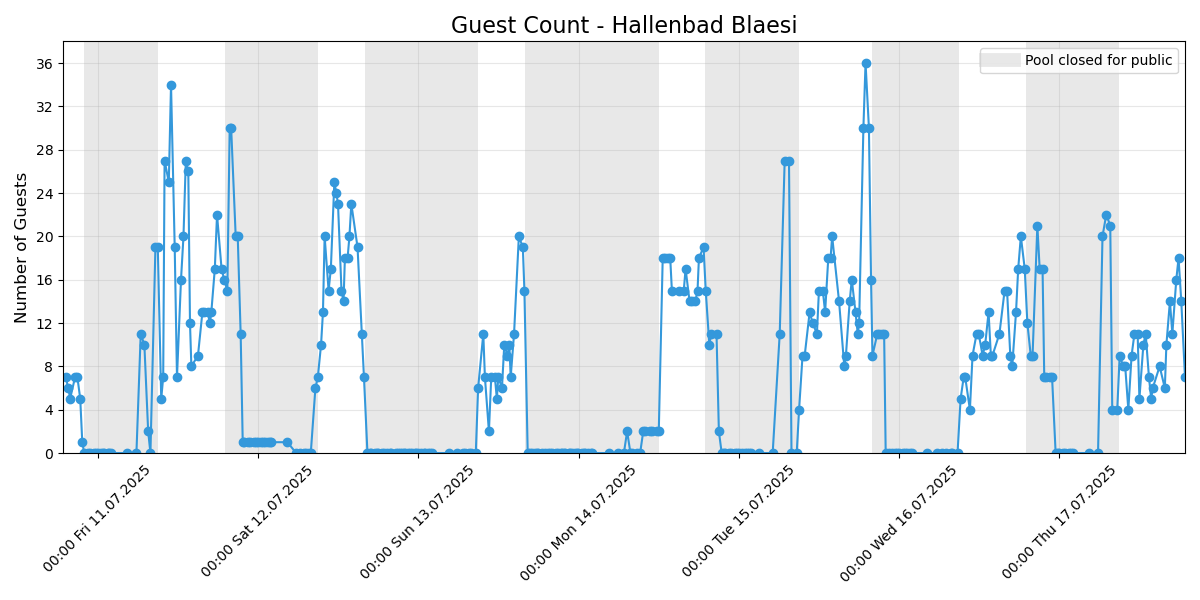 Guest Count - Hallenbad Blaesi
Pool closed for public
Number of Guests
36
32
28
24
20
16
12
8
4
0
00:00 Fri 11.07.2025
00:00 Sat 12.07.2025
00:00 Sun 13.07.2025
00:00 Mon 14.07.2025
00:00 Tue 15.07.2025
00:00 Wed 16.07.2025
00:00 Thu 17.07.2025